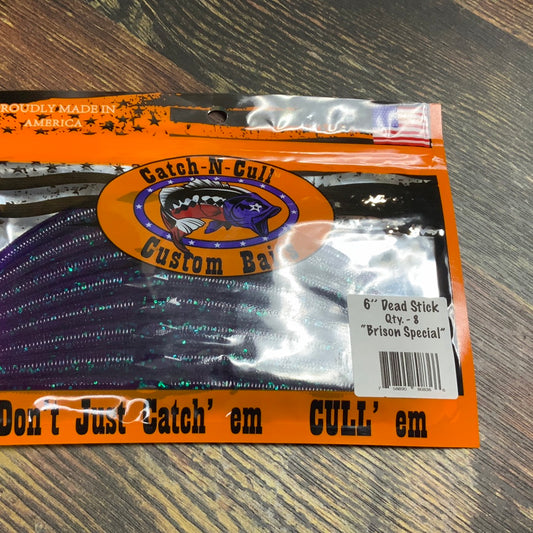 ROUDLY MADE IN
AMERICA
Catch-N-Cull
Custom Bai
6" Dead Stick
Qty. - 8
"Brison Special"
Don't Just Catch' em CULL' em